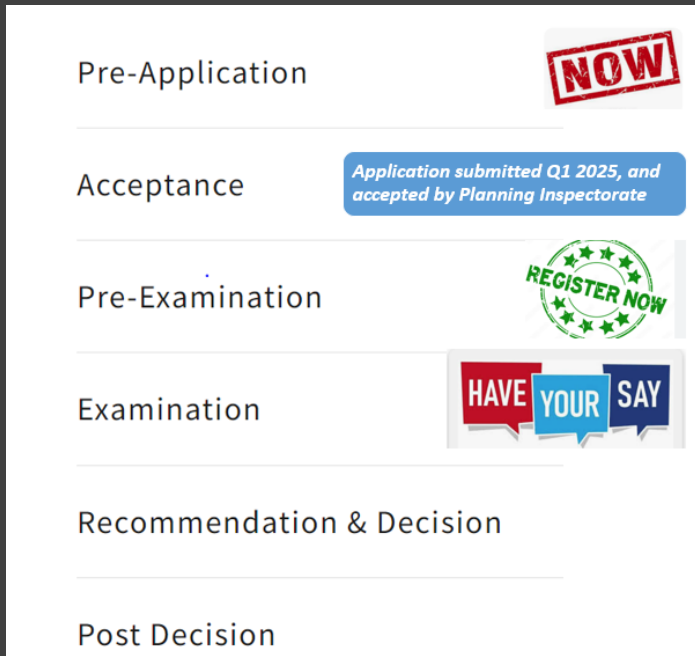 Pre-Application
NOW
Acceptance
Application submitted Q1 2025, and
accepted by Planning Inspectorate
Pre-Examination
REGISTER NOW
Examination
HAVE YOUR SAY
Recommendation & Decision
Post Decision